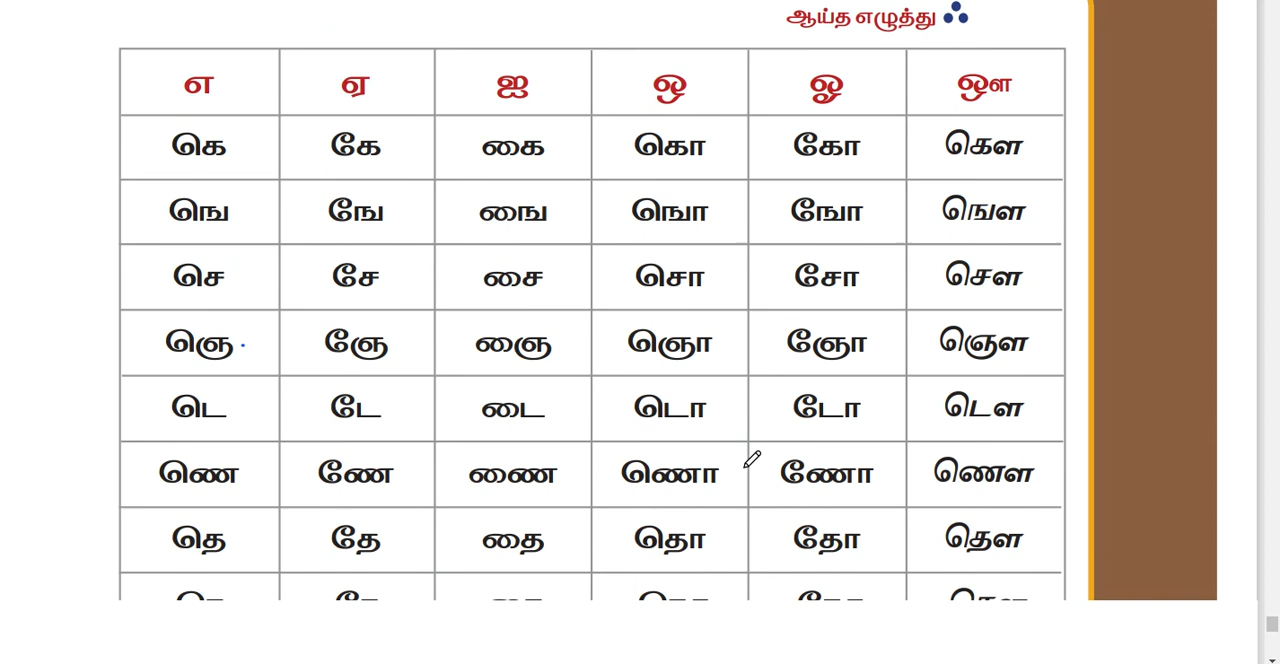 ஆய்த எழுத்து ஃ
எ ஏ ஐ ஒ ஓ ஔ
கெ கே கை கொ கோ கௌ
ஙெ ஙே ஙை ஙொ ஙோ ஙௌ
செ சே சை சொ சோ சௌ
ஞெ ஞே ஞை ஞொ ஞோ ஞௌ
டெ டே டை டொ டோ டௌ
ணெ ணே ணை ணொ ணோ ணௌ
தெ தே தை தொ தோ தௌ